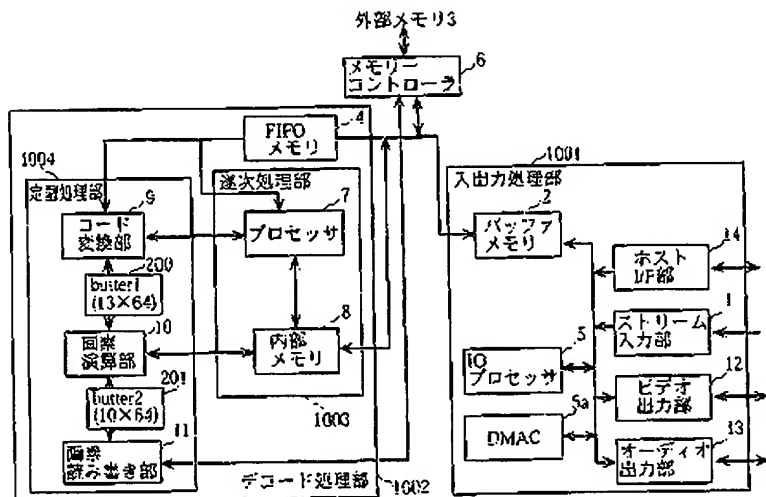 外部メモリ3
メモリー
コントローラ
6
FIFO
メモリ
4
1004
定型処理部
9
コード
変換部
200
butter1
(13×64)
10
画素
演算部
butter2
(10×64)
201
11
画素
読み書き部
逐次処理部
7
プロセッサ
8
内部
メモリ
1003
デコード処理部
1002
1001
入出力処理部
2
バッファ
メモリ
14
ホスト
I/F部
1
ストリーム
入力部
5
IO
プロセッサ
12
ビデオ
出力部
5a
DMAC
13
オーディオ
出力部